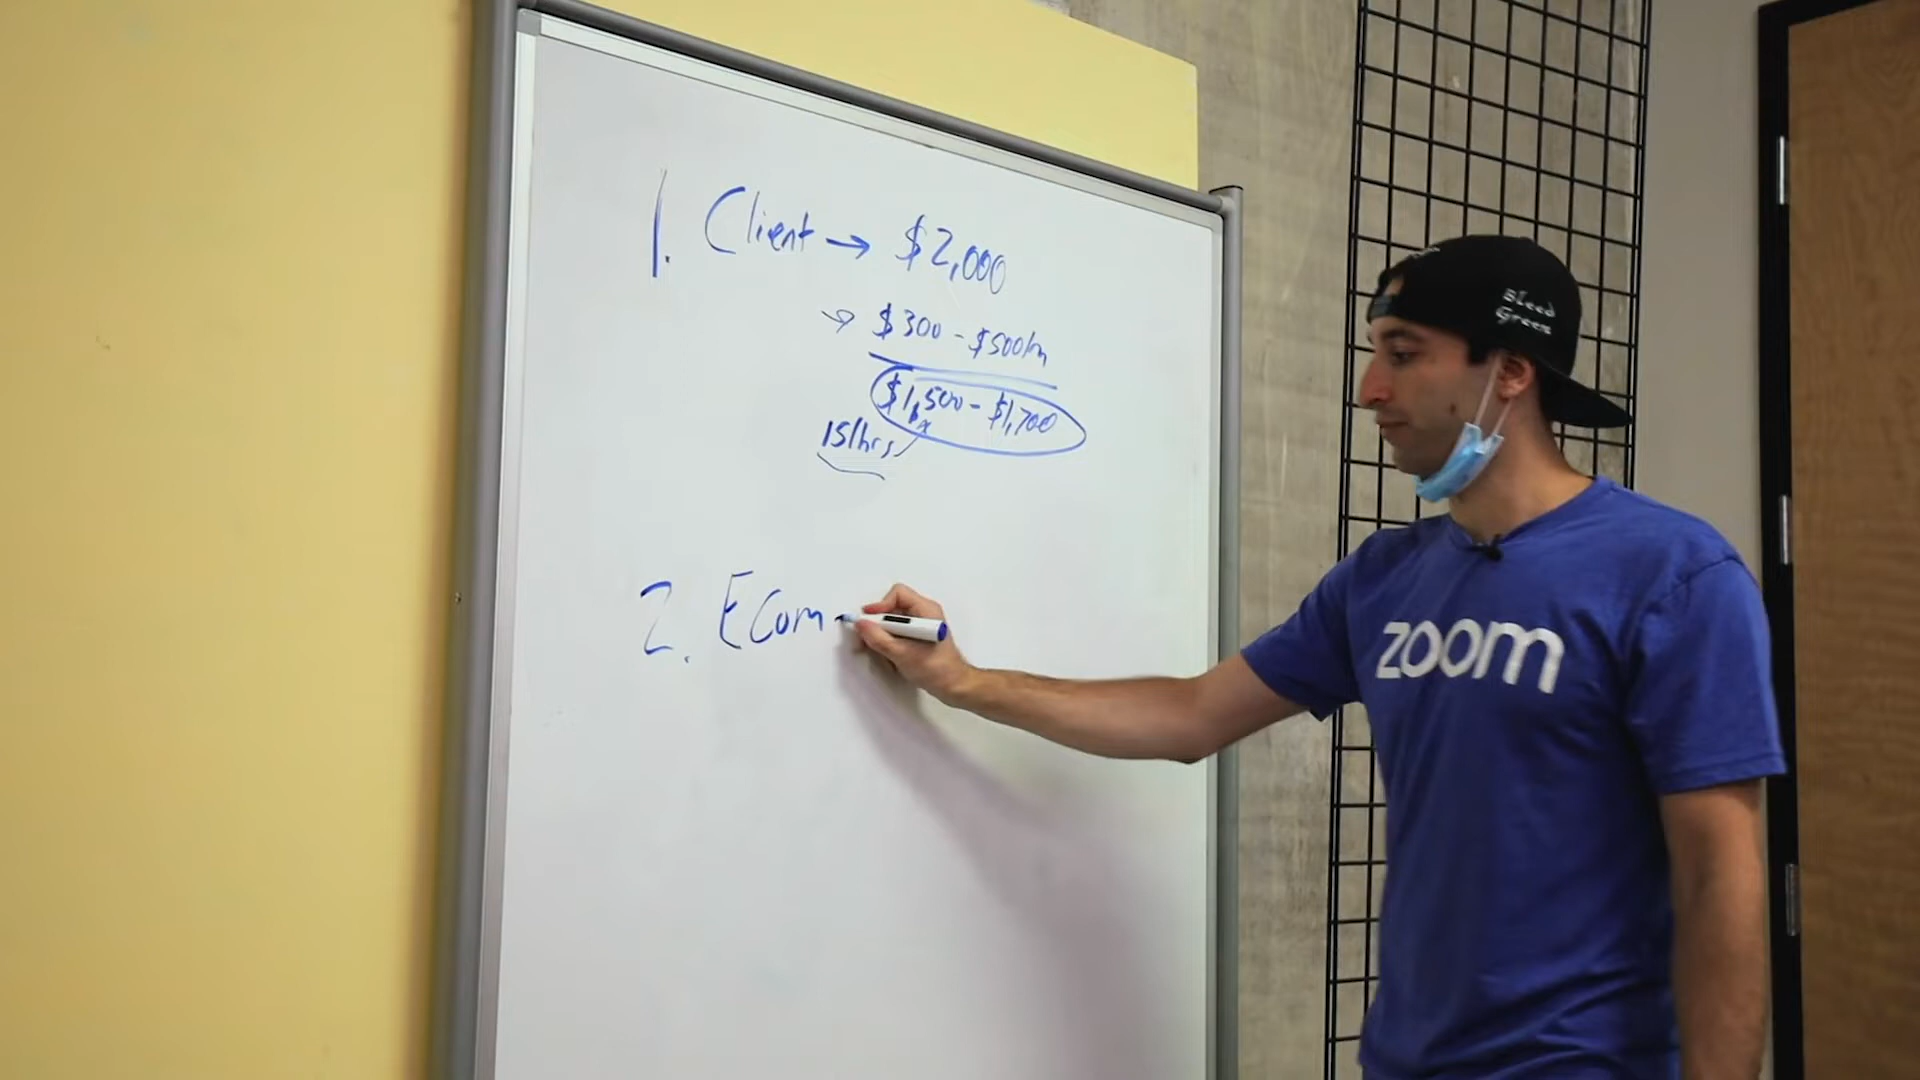 1. Client → $2,000
→ $300 - $500/m
$1,500 - $1,700
15/hrs
2. Ecom -
Bleed
Green
zoom